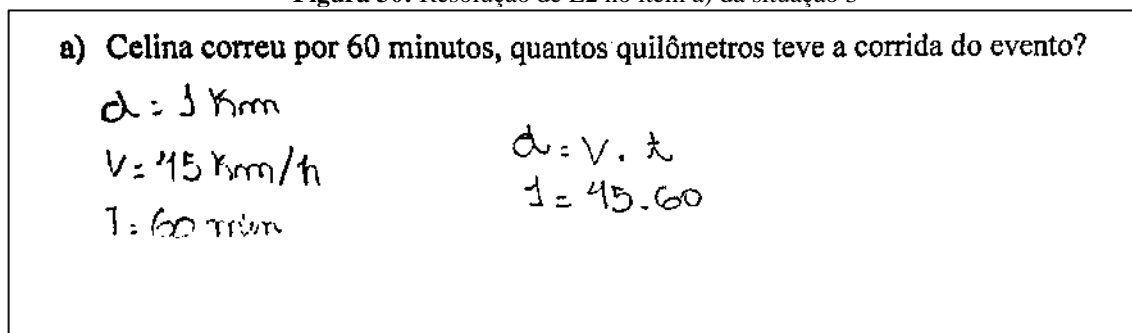 Figura 30: Resolução de E2 no item a) da situação 3
a) Celina correu por 60 minutos, quantos quilômetros teve a corrida do evento?
d = 1 Km
V = 45 Km/h
T = 60 min
d = V . t
1 = 45 . 60